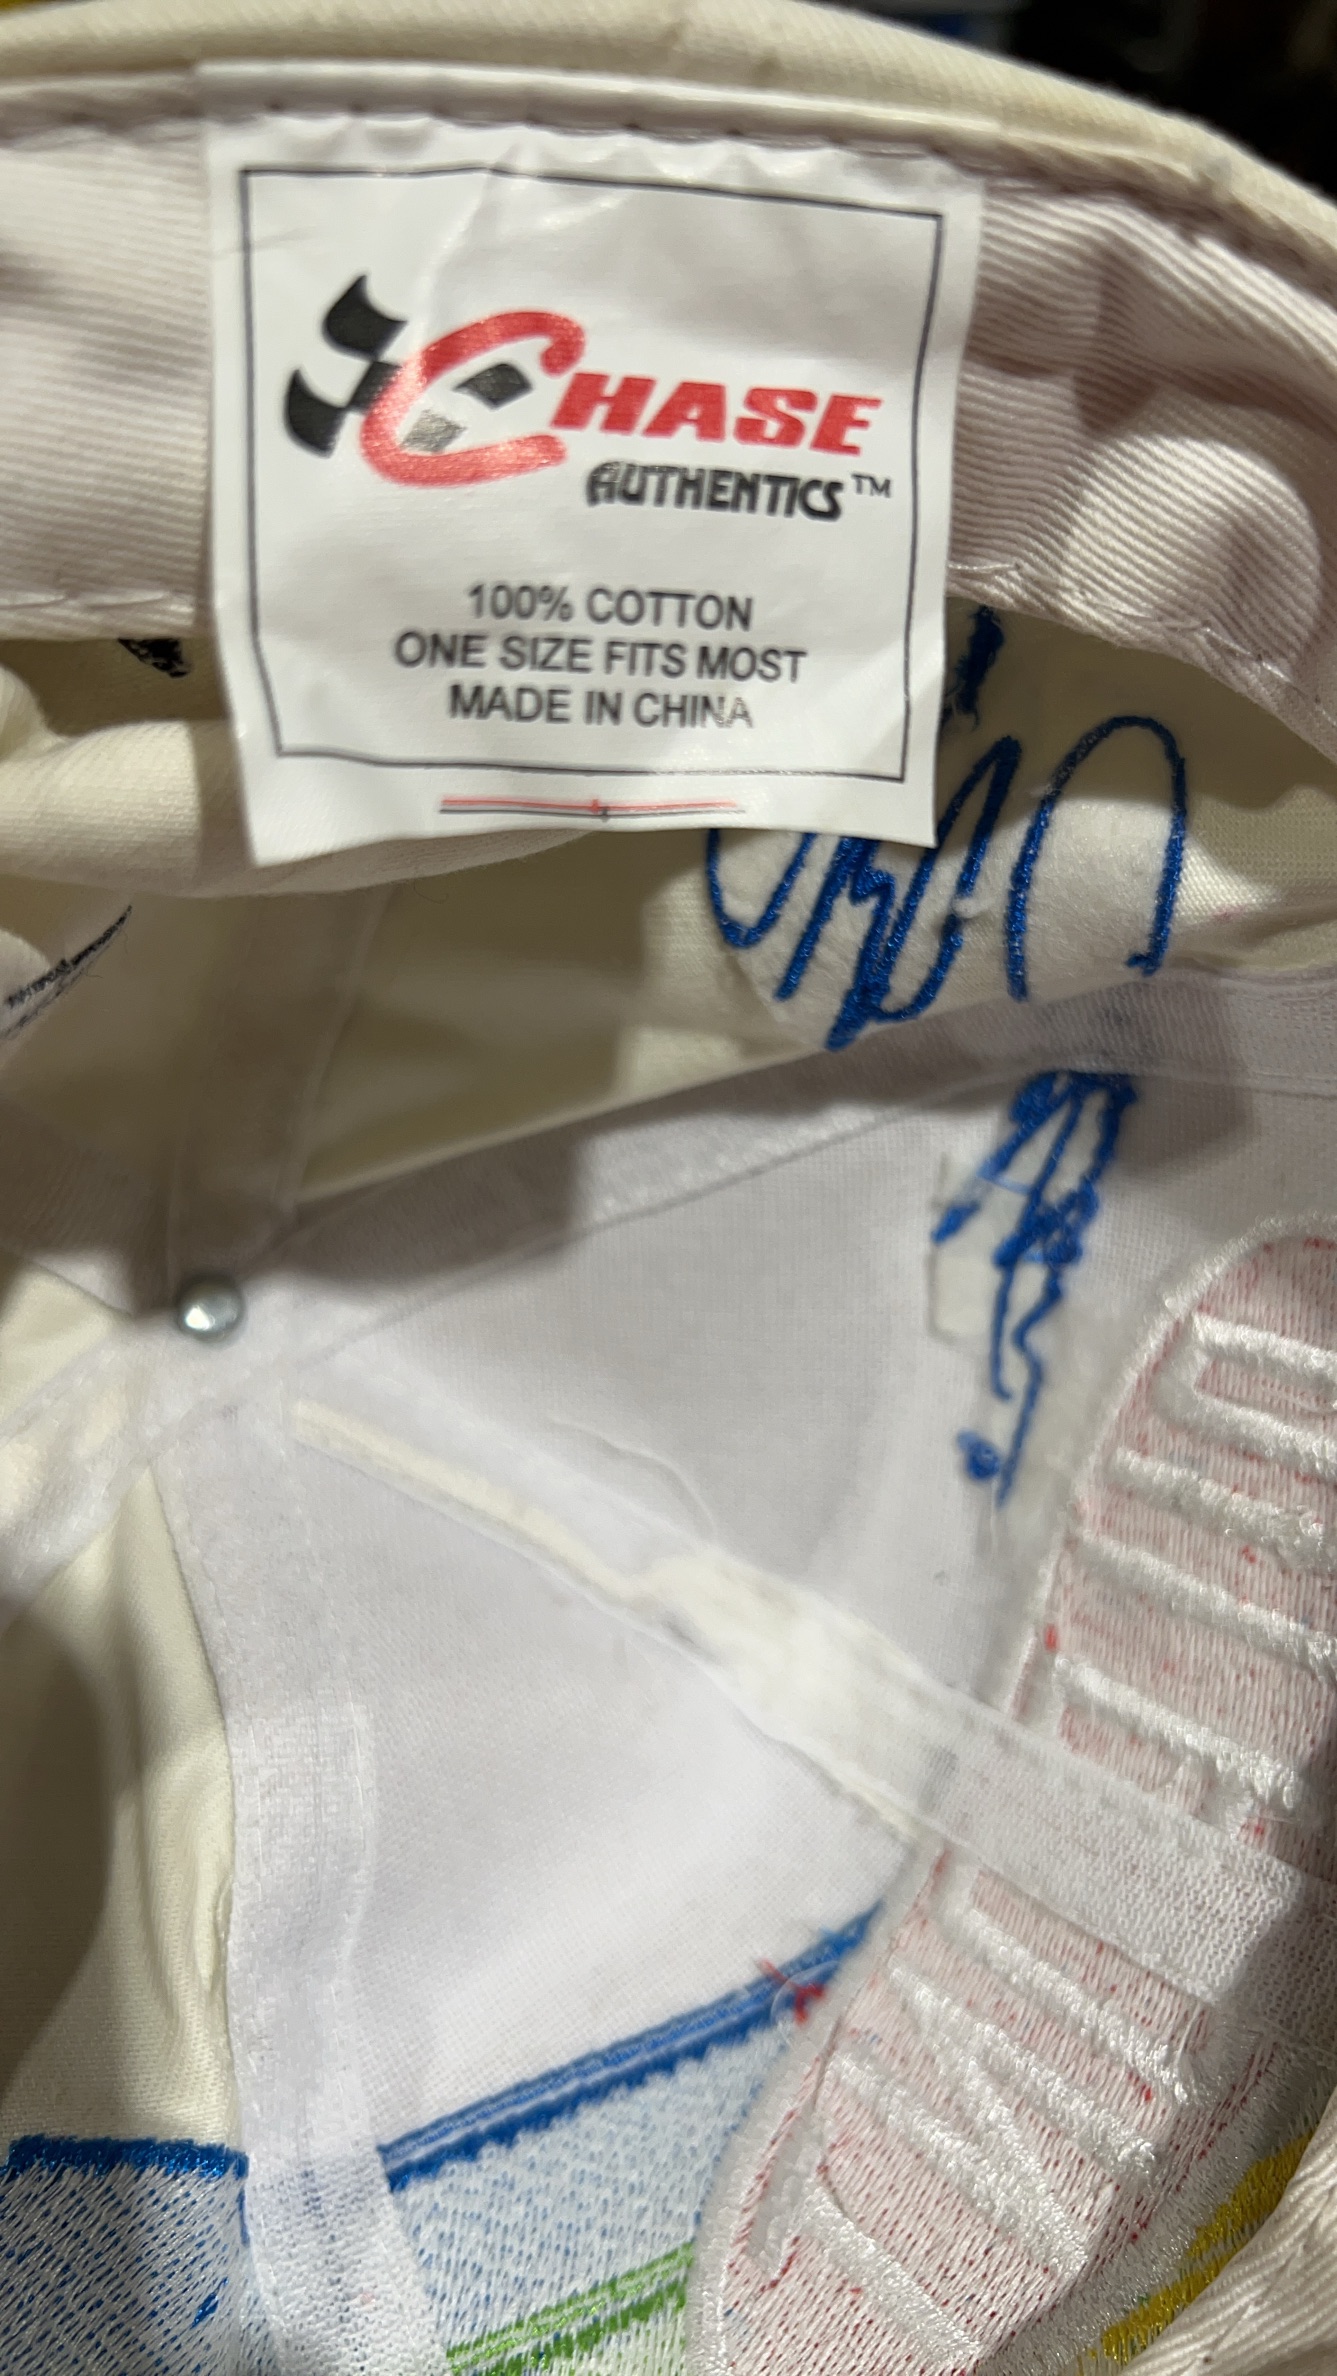 CHASE
AUTHENTICS™
100% COTTON
ONE SIZE FITS MOST
MADE IN CHINA